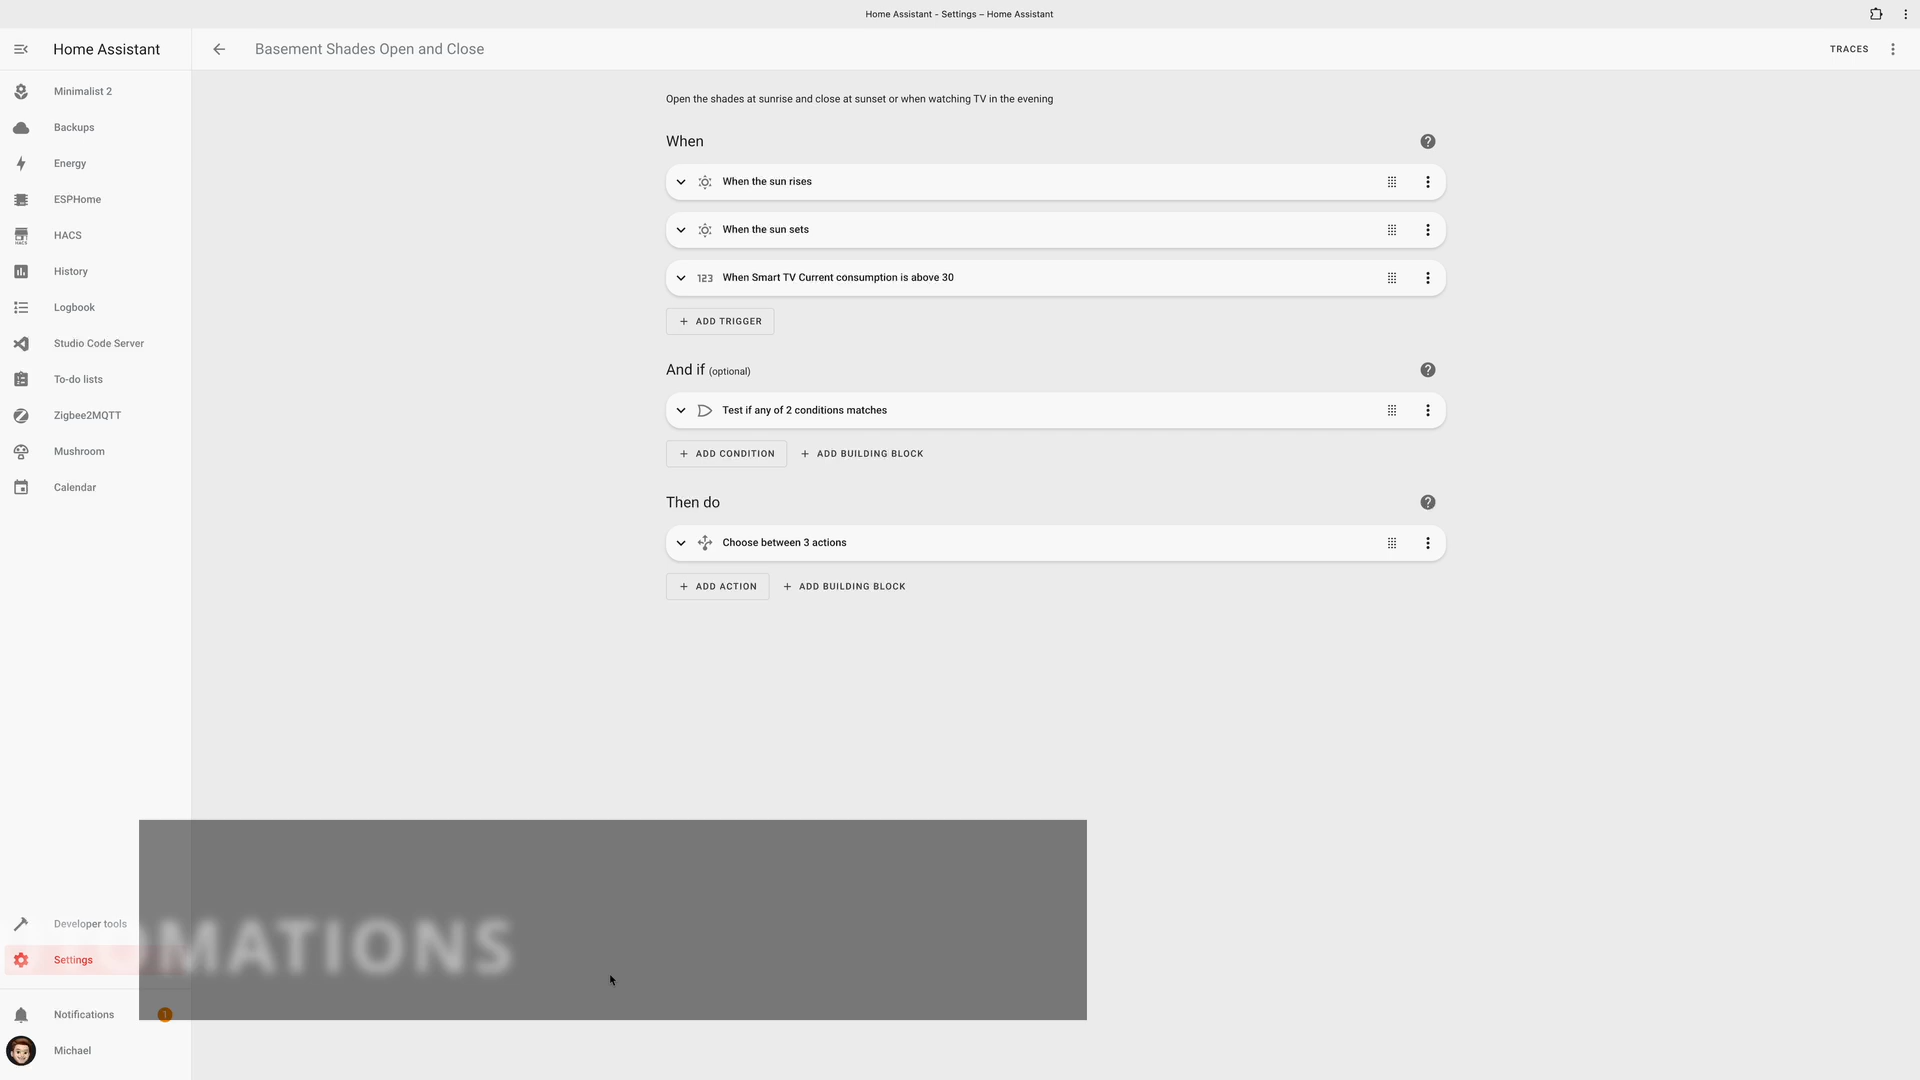 Home Assistant - Settings – Home Assistant
Home Assistant
Basement Shades Open and Close
TRACES
Minimalist 2
Backups
Energy
ESPHome
HACS
HACS
History
Logbook
Studio Code Server
To-do lists
Zigbee2MQTT
Mushroom
Calendar
Open the shades at sunrise and close at sunset or when watching TV in the evening
When
When the sun rises
When the sun sets
123
When Smart TV Current consumption is above 30
+ ADD TRIGGER
And if (optional)
Test if any of 2 conditions matches
+ ADD CONDITION
+ ADD BUILDING BLOCK
Then do
Choose between 3 actions
+ ADD ACTION
+ ADD BUILDING BLOCK
Developer tools
Settings
OMATIONS
Notifications
1
Michael